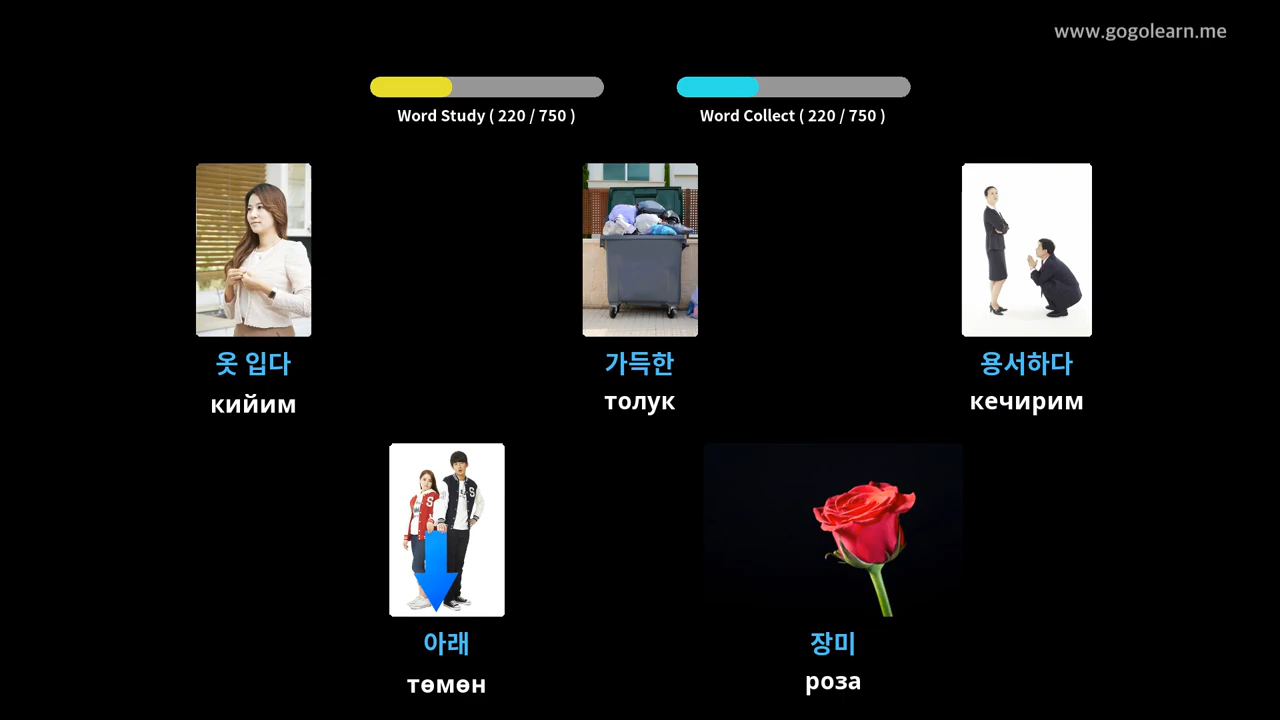 www.gogolearn.me
Word Study ( 220 / 750 )
Word Collect ( 220 / 750 )
옷 입다
кийим
가득한
толук
용서하다
кечирим
아래
төмөн
장미
роза